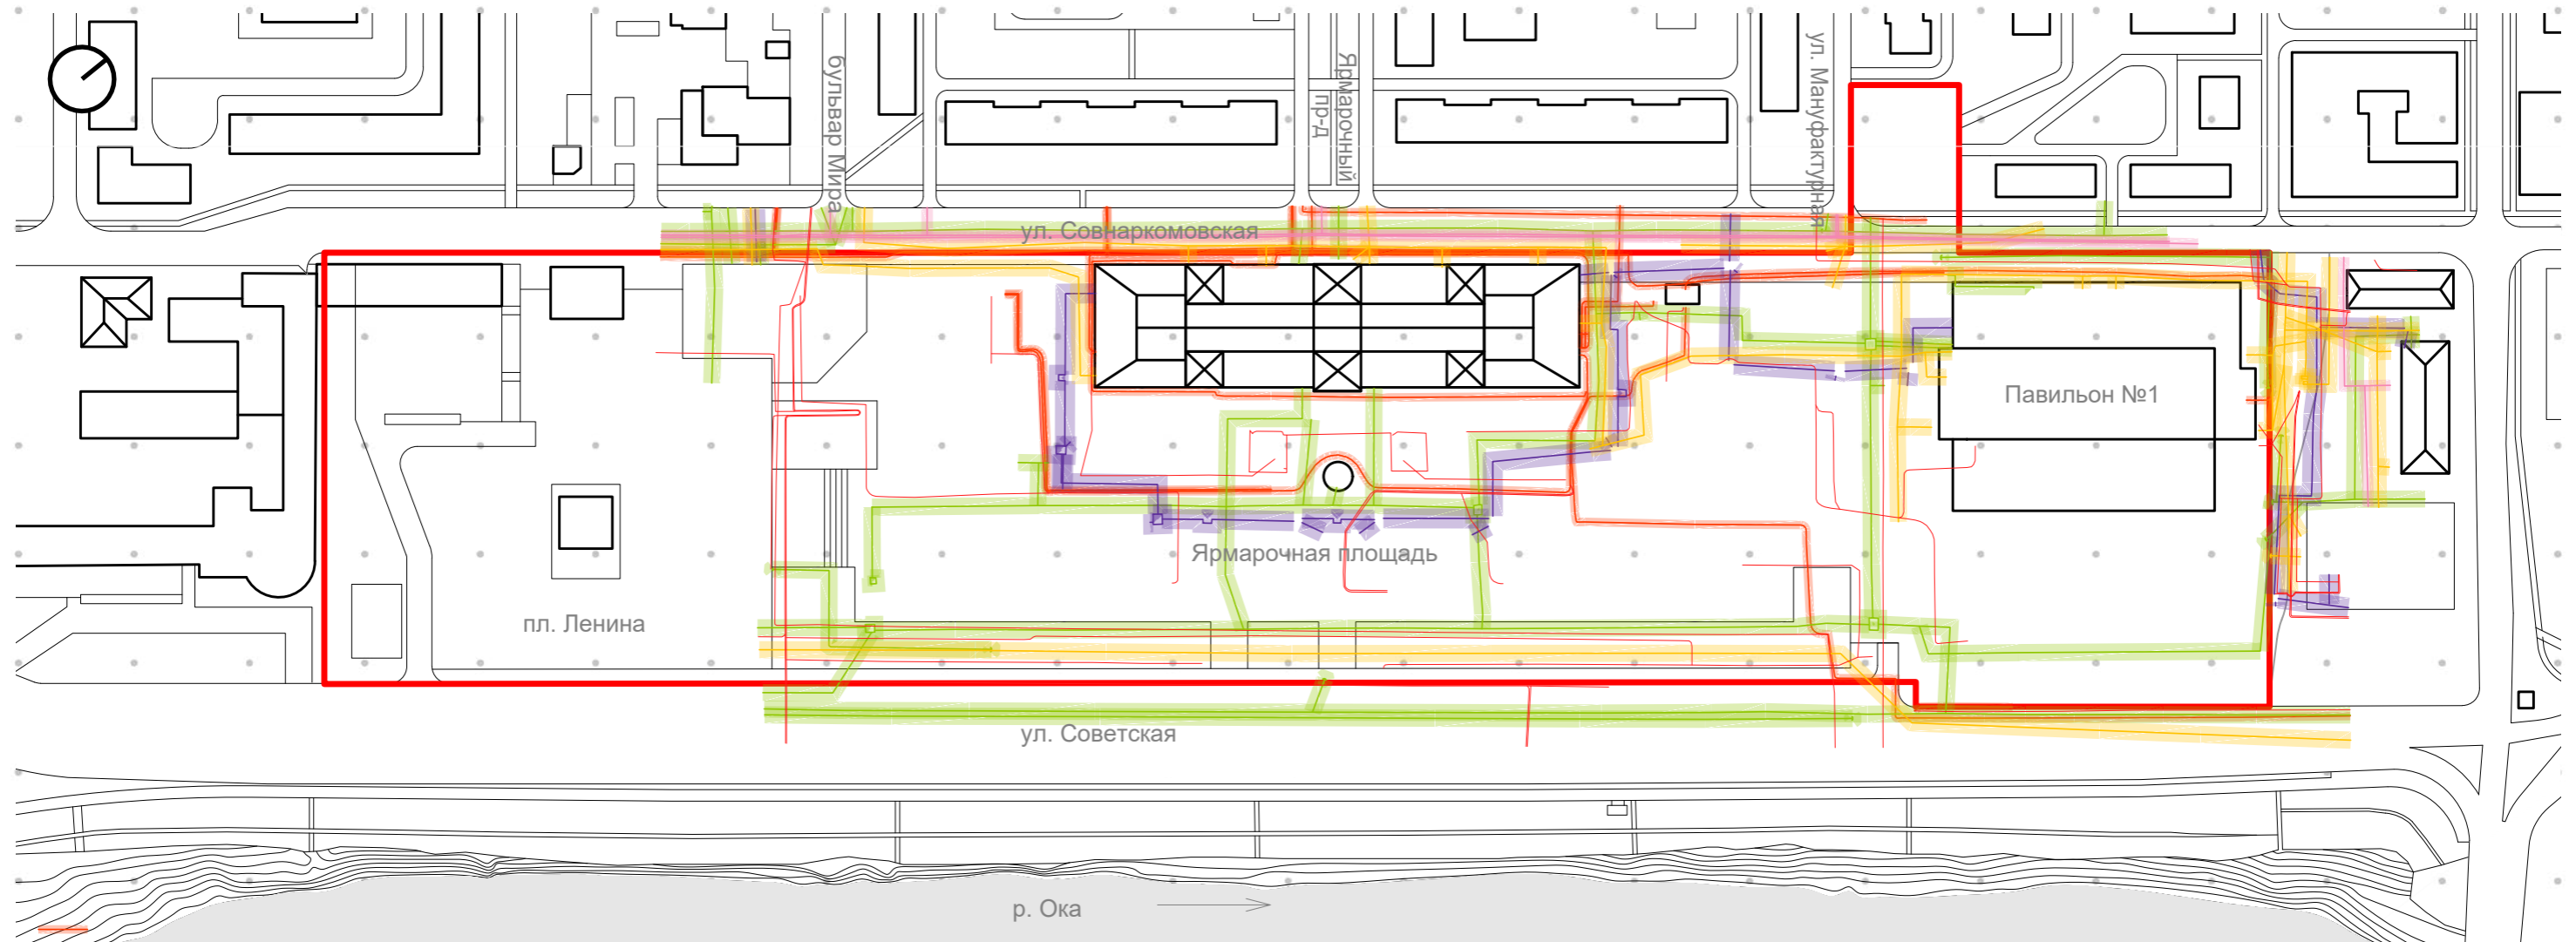 бульвар Мира
Ярмарочный
пр-д
ул. Мануфактурная
ул. Совнаркомовская
Павильон №1
Ярмарочная площадь
пл. Ленина
ул. Советская
р. Ока